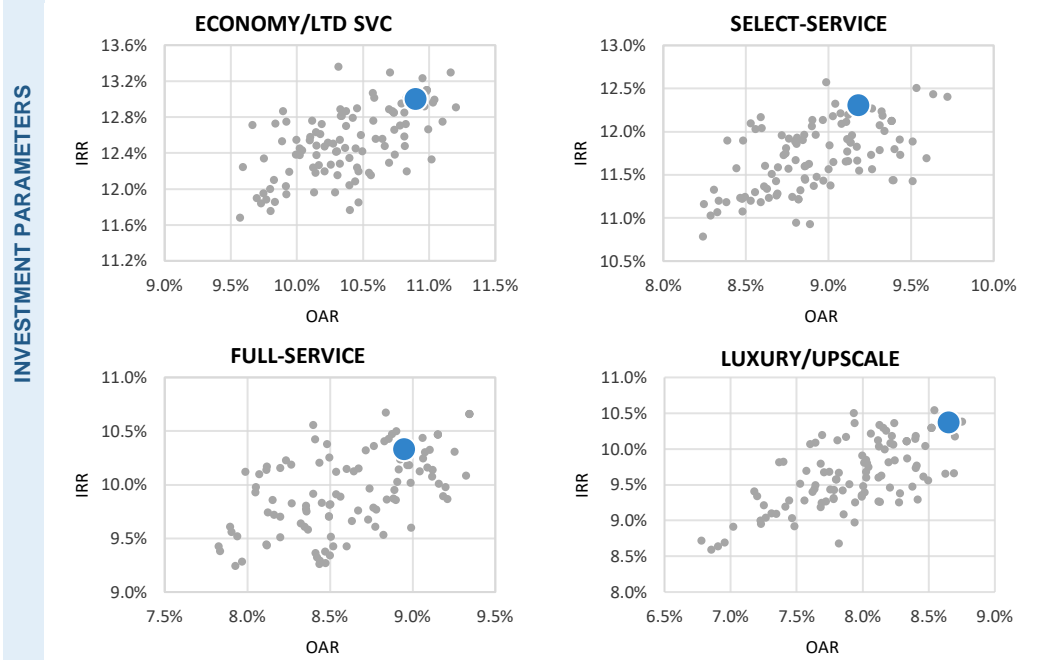 INVESTMENT PARAMETERS
ECONOMY/LTD SVC
13.6%
13.2%
12.8%
12.4%
12.0%
11.6%
11.2%
IRR
9.0% 9.5% 10.0% 10.5% 11.0% 11.5%
OAR
SELECT-SERVICE
13.0%
12.5%
12.0%
11.5%
11.0%
10.5%
IRR
8.0% 8.5% 9.0% 9.5% 10.0%
OAR
FULL-SERVICE
11.0%
10.5%
10.0%
9.5%
9.0%
IRR
7.5% 8.0% 8.5% 9.0% 9.5%
OAR
LUXURY/UPSCALE
11.0%
10.5%
10.0%
9.5%
9.0%
8.5%
8.0%
IRR
6.5% 7.0% 7.5% 8.0% 8.5% 9.0%
OAR